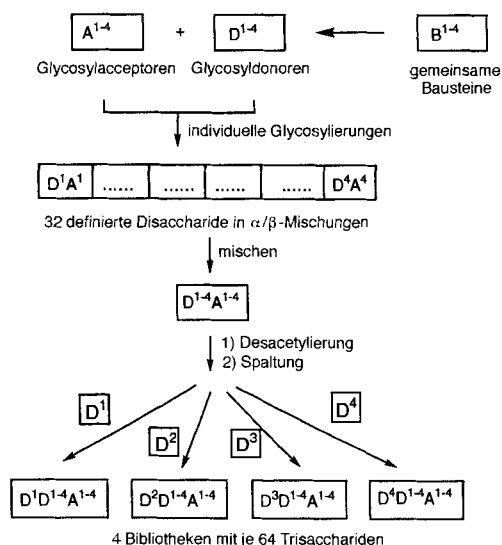 A¹⁻⁴ + D¹⁻⁴ B¹⁻⁴
Glycosylacceptoren Glycosyldonoren gemeinsame
Bausteine
individuelle Glycosylierungen
D¹A¹ ...... ...... ...... ...... D⁴A⁴
32 definierte Disaccharide in α/β-Mischungen
mischen
D¹⁻⁴A¹⁻⁴
1) Desacetylierung
2) Spaltung
D¹ D² D³ D⁴
D¹D¹⁻⁴A¹⁻⁴ D²D¹⁻⁴A¹⁻⁴ D³D¹⁻⁴A¹⁻⁴ D⁴D¹⁻⁴A¹⁻⁴
4 Bibliotheken mit je 64 Trisacchariden